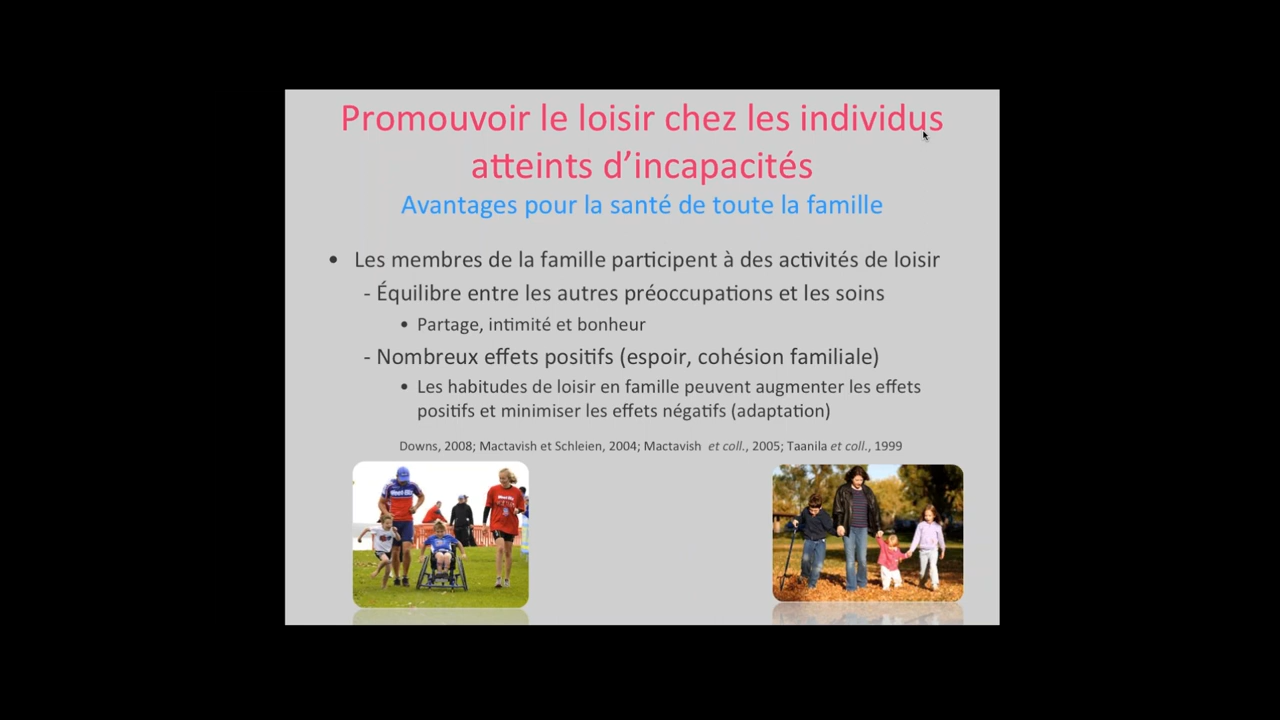 Promouvoir le loisir chez les individus
atteints d'incapacités
Avantages pour la santé de toute la famille
• Les membres de la famille participent à des activités de loisir
- Équilibre entre les autres préoccupations et les soins
• Partage, intimité et bonheur
- Nombreux effets positifs (espoir, cohésion familiale)
• Les habitudes de loisir en famille peuvent augmenter les effets
positifs et minimiser les effets négatifs (adaptation)
Downs, 2008; Mactavish et Schleien, 2004; Mactavish et coll., 2005; Taanila et coll., 1999